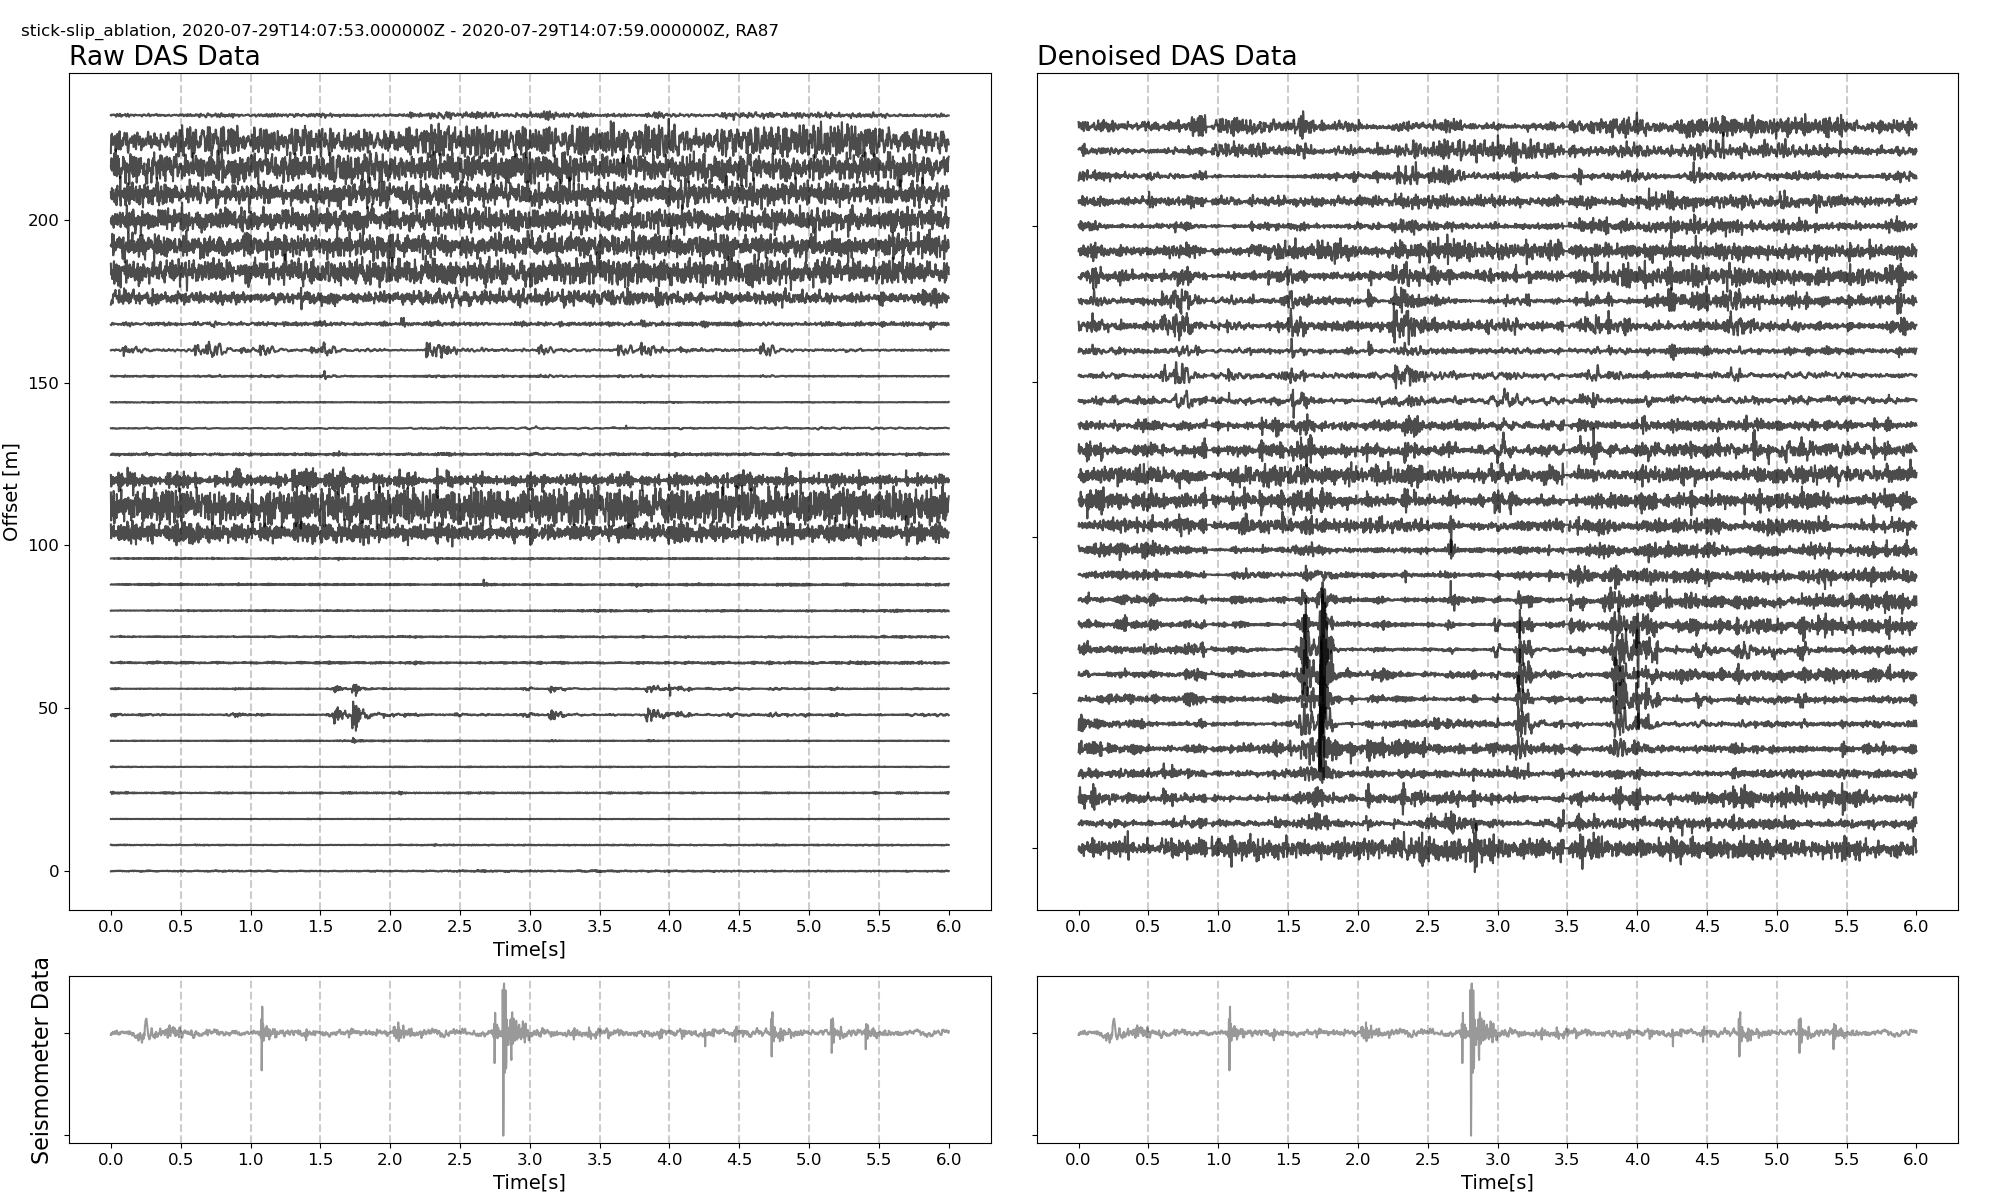 stick-slip_ablation, 2020-07-29T14:07:53.000000Z - 2020-07-29T14:07:59.000000Z, RA87
Raw DAS Data
Denoised DAS Data
Offset [m]
200
150
100
50
0
0.0 0.5 1.0 1.5 2.0 2.5 3.0 3.5 4.0 4.5 5.0 5.5 6.0
Time[s]
0.0 0.5 1.0 1.5 2.0 2.5 3.0 3.5 4.0 4.5 5.0 5.5 6.0
Seismometer Data
0.0 0.5 1.0 1.5 2.0 2.5 3.0 3.5 4.0 4.5 5.0 5.5 6.0
Time[s]
0.0 0.5 1.0 1.5 2.0 2.5 3.0 3.5 4.0 4.5 5.0 5.5 6.0
Time[s]